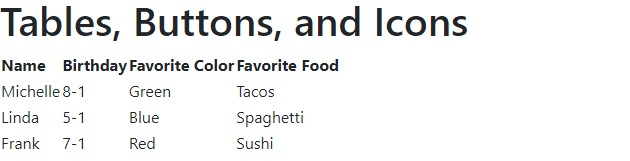 Tables, Buttons, and Icons
Name Birthday Favorite Color Favorite Food
Michelle 8-1 Green Tacos
Linda 5-1 Blue Spaghetti
Frank 7-1 Red Sushi